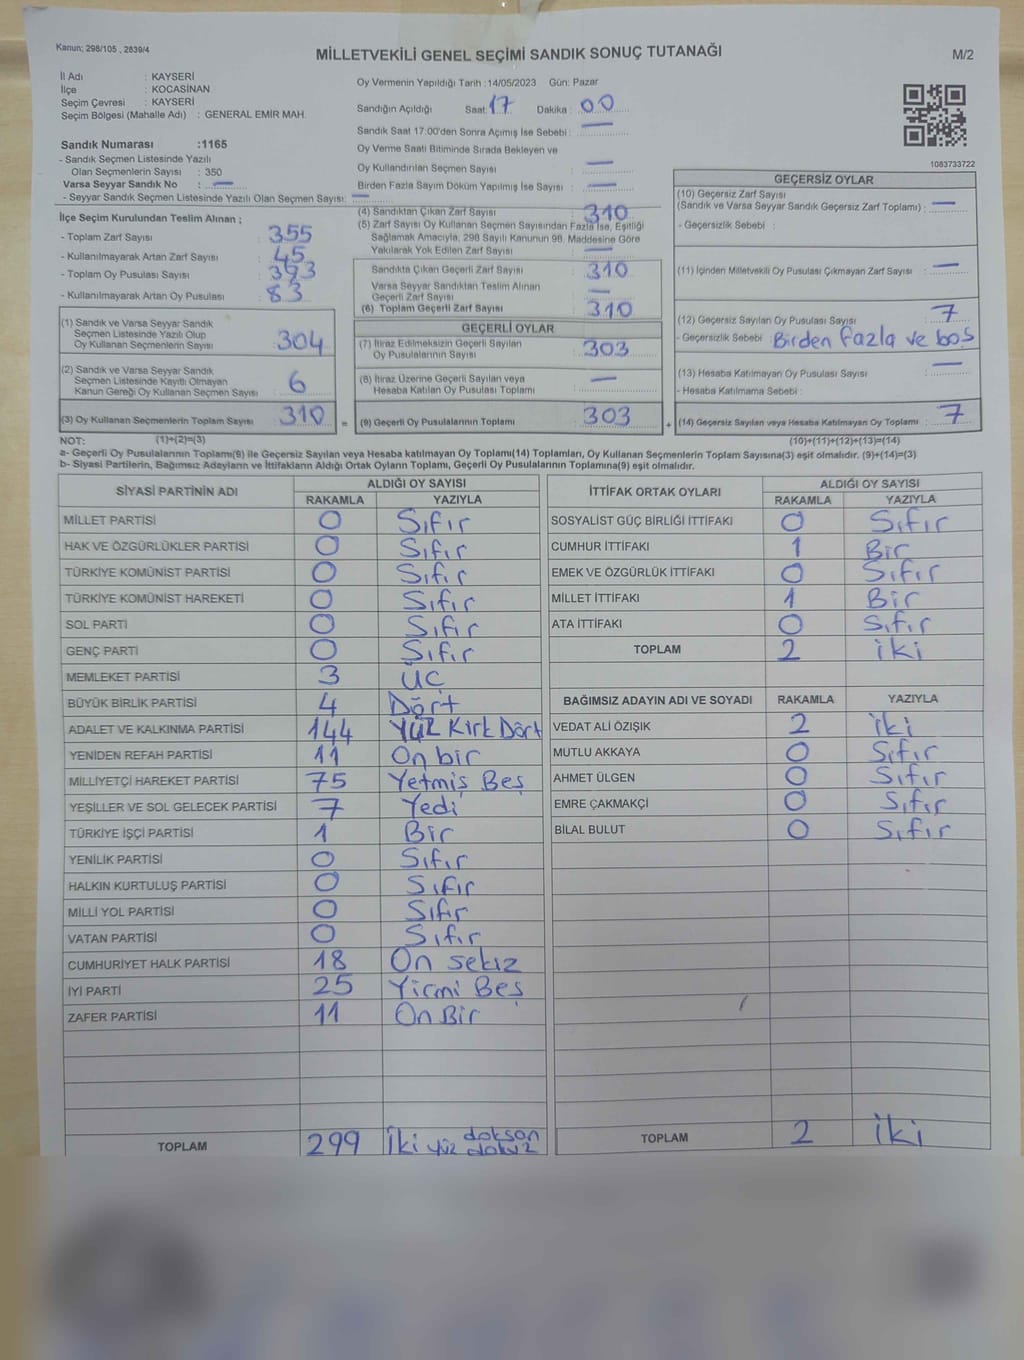 Kanun; 298/105 , 2839/4
MİLLETVEKİLİ GENEL SEÇİMİ SANDIK SONUÇ TUTANAĞI
M/2
İl Adı : KAYSERİ
İlçe : KOCASİNAN
Seçim Çevresi : KAYSERİ
Seçim Bölgesi (Mahalle Adı) : GENERAL EMİR MAH.
Sandık Numarası :1165
- Sandık Seçmen Listesinde Yazılı
Olan Seçmenlerin Sayısı : 350
Varsa Seyyar Sandık No : —
- Seyyar Sandık Seçmen Listesinde Yazılı Olan Seçmen Sayısı: —
İlçe Seçim Kurulundan Teslim Alınan ;
- Toplam Zarf Sayısı : 355
- Kullanılmayarak Artan Zarf Sayısı : 45
- Toplam Oy Pusulası Sayısı : 393
- Kullanılmayarak Artan Oy Pusulası : 83
Oy Vermenin Yapıldığı Tarih :14/05/2023 Gün: Pazar
Sandığın Açıldığı Saat: 17 Dakika : 00
Sandık Saat 17.00'den Sonra Açımış İse Sebebi : —
Oy Verme Saati Bitiminde Sırada Bekleyen ve
Oy Kullandırılan Seçmen Sayısı : —
Birden Fazla Sayım Döküm Yapılmış İse Sayısı : —
(4) Sandıktan Çıkan Zarf Sayısı : 310
(5) Zarf Sayısı Oy Kullanan Seçmen Sayısından Fazla İse, Eşitliği
Sağlamak Amacıyla, 298 Sayılı Kanunun 98. Maddesine Göre
Yakılarak Yok Edilen Zarf Sayısı : —
Sandıkta Çıkan Geçerli Zarf Sayısı : 310
Varsa Seyyar Sandıktan Teslim Alınan
Geçerli Zarf Sayısı : —
(6) Toplam Geçerli Zarf Sayısı : 310
1083733722
GEÇERSİZ OYLAR
(10) Geçersiz Zarf Sayısı
(Sandık ve Varsa Seyyar Sandık Geçersiz Zarf Toplamı) : —
- Geçersizlik Sebebi :
(11) İçinden Milletvekili Oy Pusulası Çıkmayan Zarf Sayısı : —
(12) Geçersiz Sayılan Oy Pusulası Sayısı : 7
- Geçersizlik Sebebi : Birden fazla ve boş
(13) Hesaba Katılmayan Oy Pusulası Sayısı : —
- Hesaba Katılmama Sebebi :
(14) Geçersiz Sayılan veya Hesaba Katılmayan Oy Toplamı : 7
(1) Sandık ve Varsa Seyyar Sandık
Seçmen Listesinde Yazılı Olup
Oy Kullanan Seçmenlerin Sayısı : 304
(2) Sandık ve Varsa Seyyar Sandık
Seçmen Listesinde Kayıtlı Olmayan
Kanun Gereği Oy Kullanan Seçmen Sayısı : 6
(3) Oy Kullanan Seçmenlerin Toplam Sayısı : 310 =
GEÇERLİ OYLAR
(7) İtiraz Edilmeksizin Geçerli Sayılan
Oy Pusulalarının Sayısı : 303
(8) İtiraz Üzerine Geçerli Sayılan veya
Hesaba Katılan Oy Pusulası Toplamı : —
(9) Geçerli Oy Pusulalarının Toplamı : 303 +
NOT: (1)+(2)=(3)
(10)+(11)+(12)+(13)=(14)
a- Geçerli Oy Pusulalarının Toplamı(9) ile Geçersiz Sayılan veya Hesaba katılmayan Oy Toplamı(14) Toplamları, Oy Kullanan Seçmenlerin Toplam Sayısına(3) eşit olmalıdır. (9)+(14)=(3)
b- Siyasi Partilerin, Bağımsız Adayların ve İttifakların Aldığı Ortak Oyların Toplamı, Geçerli Oy Pusulalarının Toplamına(9) eşit olmalıdır.
SİYASİ PARTİNİN ADI ALDIĞI OY SAYISI
RAKAMLA YAZIYLA
MİLLET PARTİSİ 0 Sıfır
HAK VE ÖZGÜRLÜKLER PARTİSİ 0 Sıfır
TÜRKİYE KOMÜNİST PARTİSİ 0 Sıfır
TÜRKİYE KOMÜNİST HAREKETİ 0 Sıfır
SOL PARTİ 0 Sıfır
GENÇ PARTİ 0 Sıfır
MEMLEKET PARTİSİ 3 Üç
BÜYÜK BİRLİK PARTİSİ 4 Dört
ADALET VE KALKINMA PARTİSİ 144 Yüz Kırk Dört
YENİDEN REFAH PARTİSİ 11 On bir
MİLLİYETÇİ HAREKET PARTİSİ 75 Yetmiş Beş
YEŞİLLER VE SOL GELECEK PARTİSİ 7 Yedi
TÜRKİYE İŞÇİ PARTİSİ 1 Bir
YENİLİK PARTİSİ 0 Sıfır
HALKIN KURTULUŞ PARTİSİ 0 Sıfır
MİLLİ YOL PARTİSİ 0 Sıfır
VATAN PARTİSİ 0 Sıfır
CUMHURİYET HALK PARTİSİ 18 On sekiz
İYİ PARTİ 25 Yirmi Beş
ZAFER PARTİSİ 11 On Bir
TOPLAM 299 İki yüz dokson dokuz
İTTİFAK ORTAK OYLARI ALDIĞI OY SAYISI
RAKAMLA YAZIYLA
SOSYALİST GÜÇ BİRLİĞİ İTTİFAKI 0 Sıfır
CUMHUR İTTİFAKI 1 Bir
EMEK VE ÖZGÜRLÜK İTTİFAKI 0 Sıfır
MİLLET İTTİFAKI 1 Bir
ATA İTTİFAKI 0 Sıfır
TOPLAM 2 İki
BAĞIMSIZ ADAYIN ADI VE SOYADI RAKAMLA YAZIYLA
VEDAT ALİ ÖZIŞIK 2 İki
MUTLU AKKAYA 0 Sıfır
AHMET ÜLGEN 0 Sıfır
EMRE ÇAKMAKÇİ 0 Sıfır
BİLAL BULUT 0 Sıfır
TOPLAM 2 İki